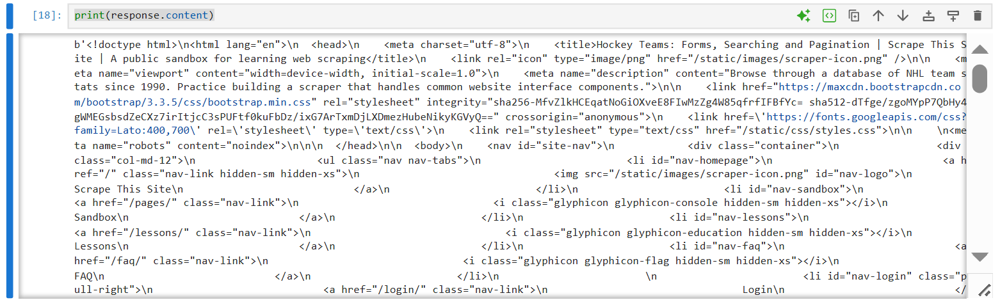 [18]: print(response.content)
b'<!doctype html>\n<html lang="en">\n  <head>\n    <meta charset="utf-8">\n    <title>Hockey Teams: Forms, Searching and Pagination | Scrape This S
ite | A public sandbox for learning web scraping</title>\n    <link rel="icon" type="image/png" href="/static/images/scraper-icon.png" />\n\n    <m
eta name="viewport" content="width=device-width, initial-scale=1.0">\n    <meta name="description" content="Browse through a database of NHL team s
tats since 1990. Practice building a scraper that handles common website interface components.">\n\n    <link href="https://maxcdn.bootstrapcdn.co
m/bootstrap/3.3.5/css/bootstrap.min.css" rel="stylesheet" integrity="sha256-MfvZlkHCEqatNoGiOXveE8FIwMzZg4W85qfrfIFBfYc= sha512-dTfge/zgoMYpP7QbHy4
gWMEGsbsdZeCXz7irItjcC3sPUFtf0kuFbDz/ixG7ArTxmDjLXDmezHubeNikyKGVyQ==" crossorigin="anonymous">\n    <link href=\'https://fonts.googleapis.com/css?
family=Lato:400,700\' rel=\'stylesheet\' type=\'text/css\'>\n    <link rel="stylesheet" type="text/css" href="/static/css/styles.css">\n\n    \n<me
ta name="robots" content="noindex">\n\n\n  </head>\n\n  <body>\n    <nav id="site-nav">\n            <div class="container">\n                <div
class="col-md-12">\n                    <ul class="nav nav-tabs">\n                        <li id="nav-homepage">\n                            <a h
ref="/" class="nav-link hidden-sm hidden-xs">\n                                <img src="/static/images/scraper-icon.png" id="nav-logo">\n
Scrape This Site\n                            </a>\n                        </li>\n                        <li id="nav-sandbox">\n
<a href="/pages/" class="nav-link">\n                                <i class="glyphicon glyphicon-console hidden-sm hidden-xs"></i>\n
Sandbox\n                            </a>\n                        </li>\n                        <li id="nav-lessons">\n
<a href="/lessons/" class="nav-link">\n                                <i class="glyphicon glyphicon-education hidden-sm hidden-xs"></i>\n
Lessons\n                            </a>\n                        </li>\n                        <li id="nav-faq">\n                            <a
href="/faq/" class="nav-link">\n                                <i class="glyphicon glyphicon-flag hidden-sm hidden-xs"></i>\n
FAQ\n                            </a>\n                        </li>\n                        \n                        <li id="nav-login" class="p
ull-right">\n                            <a href="/login/" class="nav-link">\n                                Login\n                            </